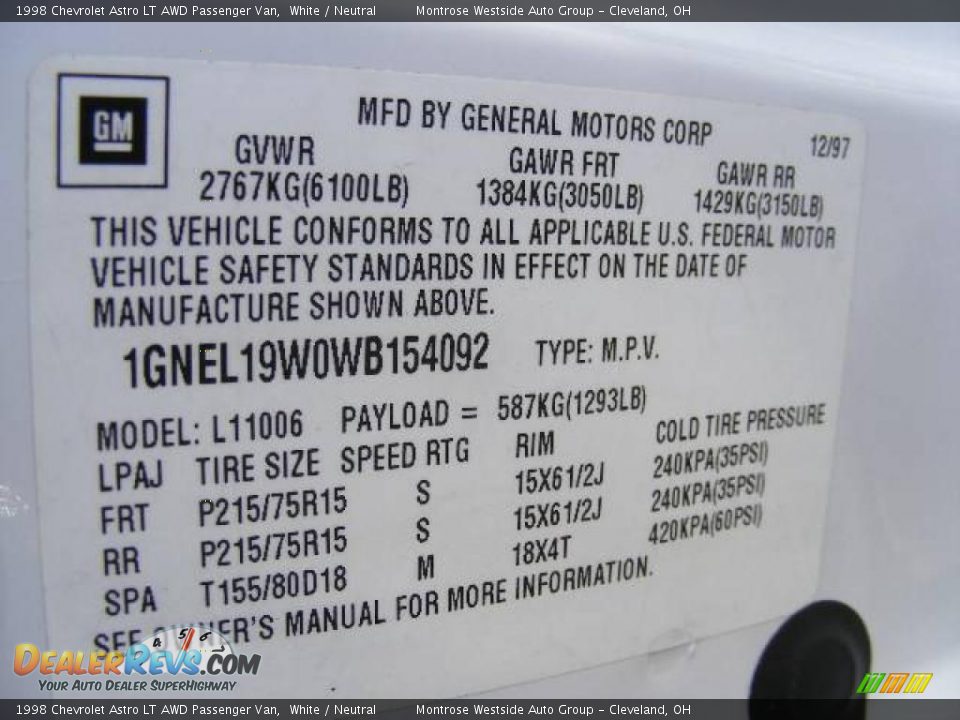 1998 Chevrolet Astro LT AWD Passenger Van, White / Neutral Montrose Westside Auto Group - Cleveland, OH
GM
MFD BY GENERAL MOTORS CORP 12/97
GVWR GAWR FRT GAWR RR
2767KG(6100LB) 1384KG(3050LB) 1429KG(3150LB)
THIS VEHICLE CONFORMS TO ALL APPLICABLE U.S. FEDERAL MOTOR
VEHICLE SAFETY STANDARDS IN EFFECT ON THE DATE OF
MANUFACTURE SHOWN ABOVE.
1GNEL19W0WB154092 TYPE: M.P.V.
MODEL: L11006 PAYLOAD = 587KG(1293LB)
LPAJ TIRE SIZE SPEED RTG RIM COLD TIRE PRESSURE
FRT P215/75R15 S 15X61/2J 240KPA(35PSI)
RR P215/75R15 S 15X61/2J 240KPA(35PSI)
SPA T155/80D18 M 18X4T 420KPA(60PSI)
SEE OWNER'S MANUAL FOR MORE INFORMATION.
4 5 6 7
DEALERREVS.COM
YOUR AUTO DEALER SUPERHIGHWAY
1998 Chevrolet Astro LT AWD Passenger Van, White / Neutral Montrose Westside Auto Group - Cleveland, OH